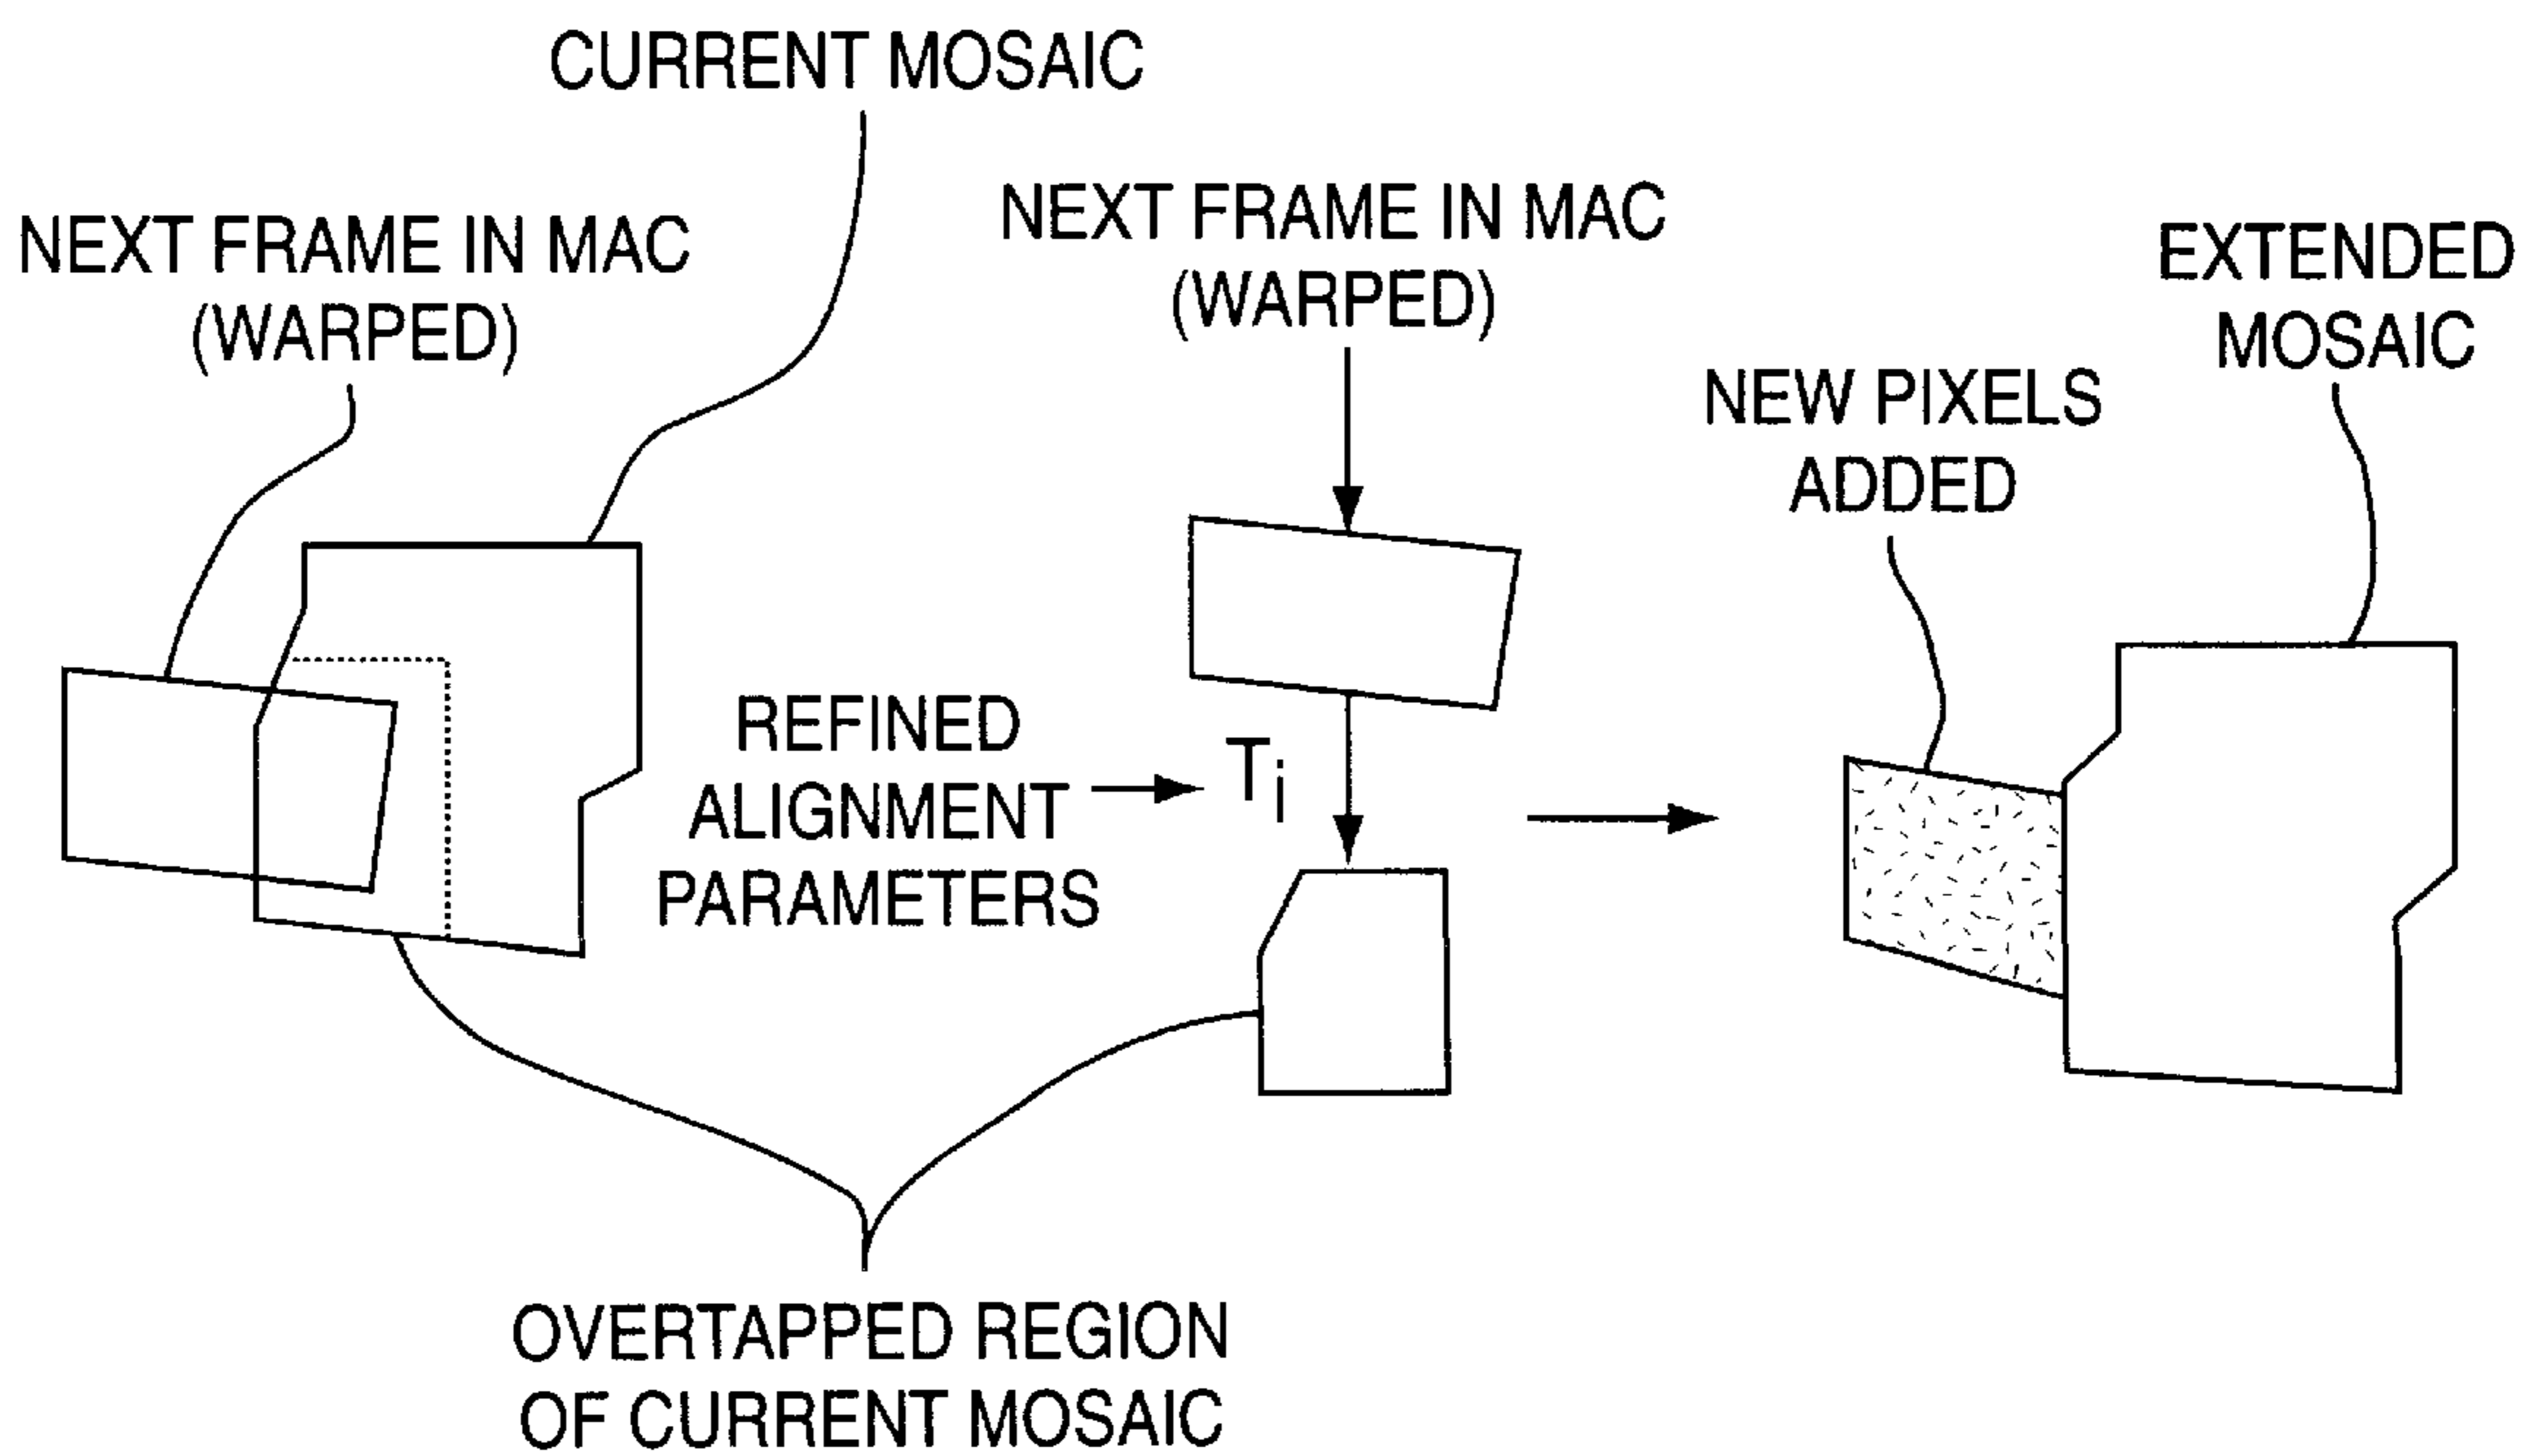 CURRENT MOSAIC
NEXT FRAME IN MAC
(WARPED)
NEXT FRAME IN MAC
(WARPED)
EXTENDED
MOSAIC
NEW PIXELS
ADDED
REFINED
ALIGNMENT
PARAMETERS
Ti
OVERTAPPED REGION
OF CURRENT MOSAIC